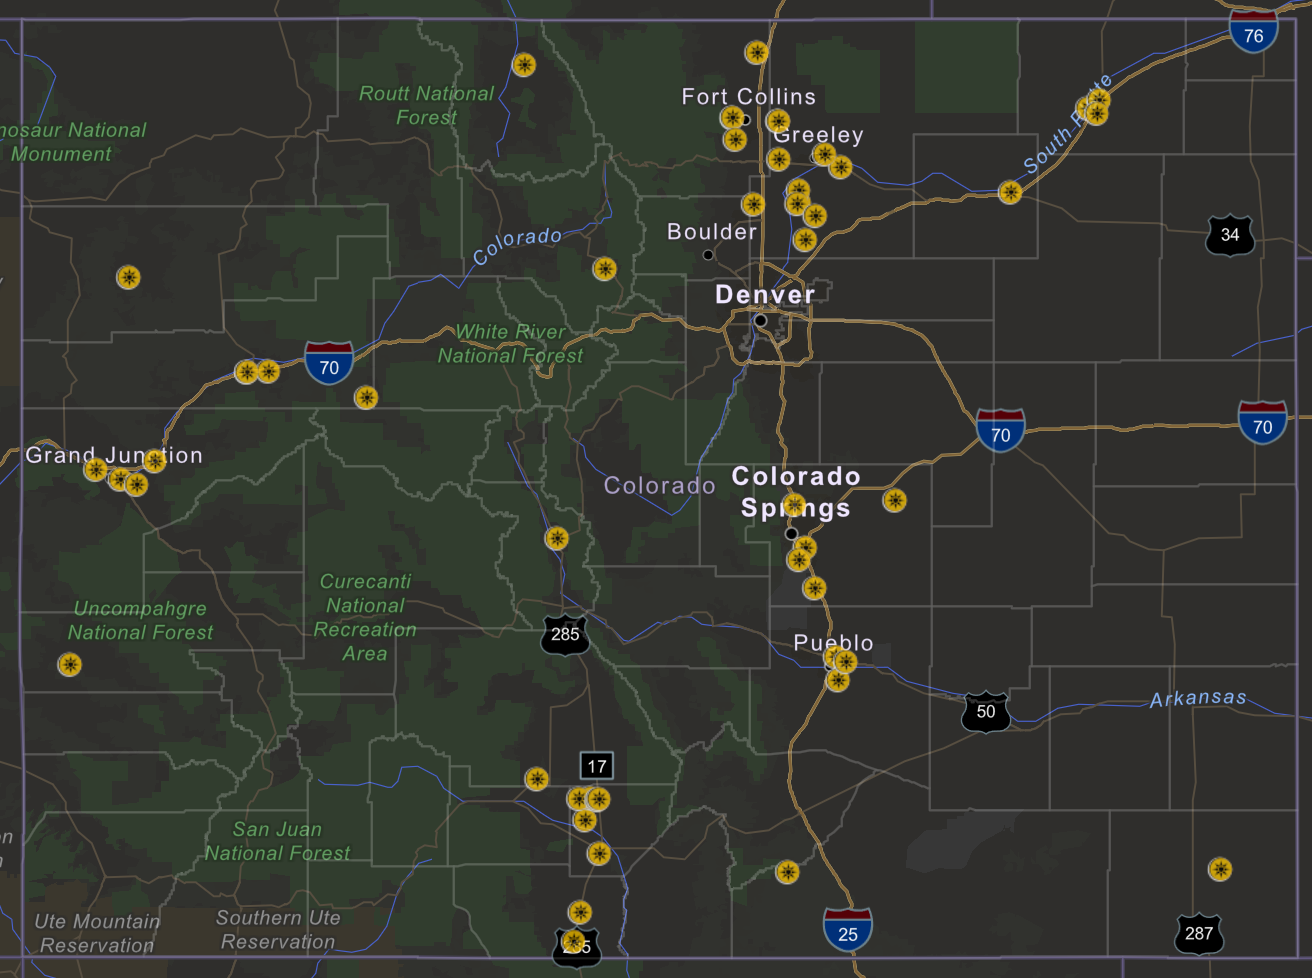 76
Fort Collins
Routt National
Forest
South Platte
Greeley
nosaur National
Monument
34
Boulder
Colorado
Denver
White River
National Forest
70
70
70
Grand Junction
Colorado
Colorado
Springs
Curecanti
National
Recreation
Area
Uncompahgre
National Forest
285
Pueblo
50
Arkansas
17
San Juan
National Forest
on
n
Ute Mountain
Reservation
Southern Ute
Reservation
25
287
285